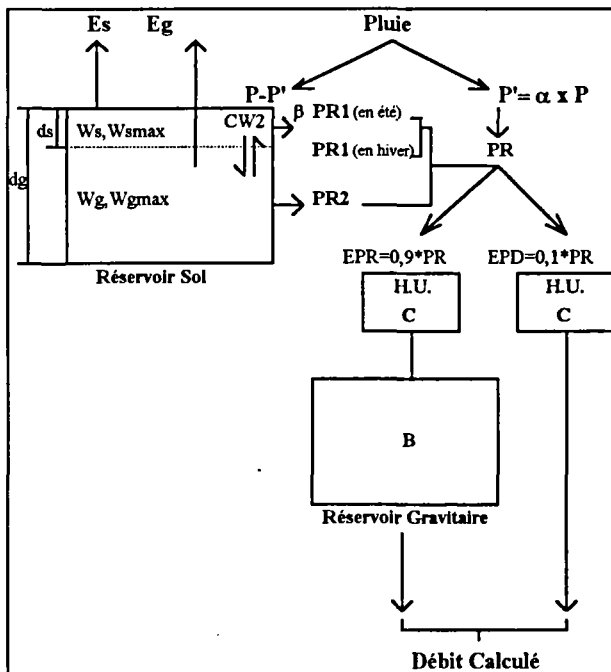 Es Eg Pluie
P-P' P'= α x P
ds Ws, Wsmax CW2 β PR1 (en été)
PR1 (en hiver) PR
dg Wg, Wgmax PR2
EPR=0,9*PR EPD=0,1*PR
Réservoir Sol
H.U. H.U.
C C
B
Réservoir Gravitaire
Débit Calculé